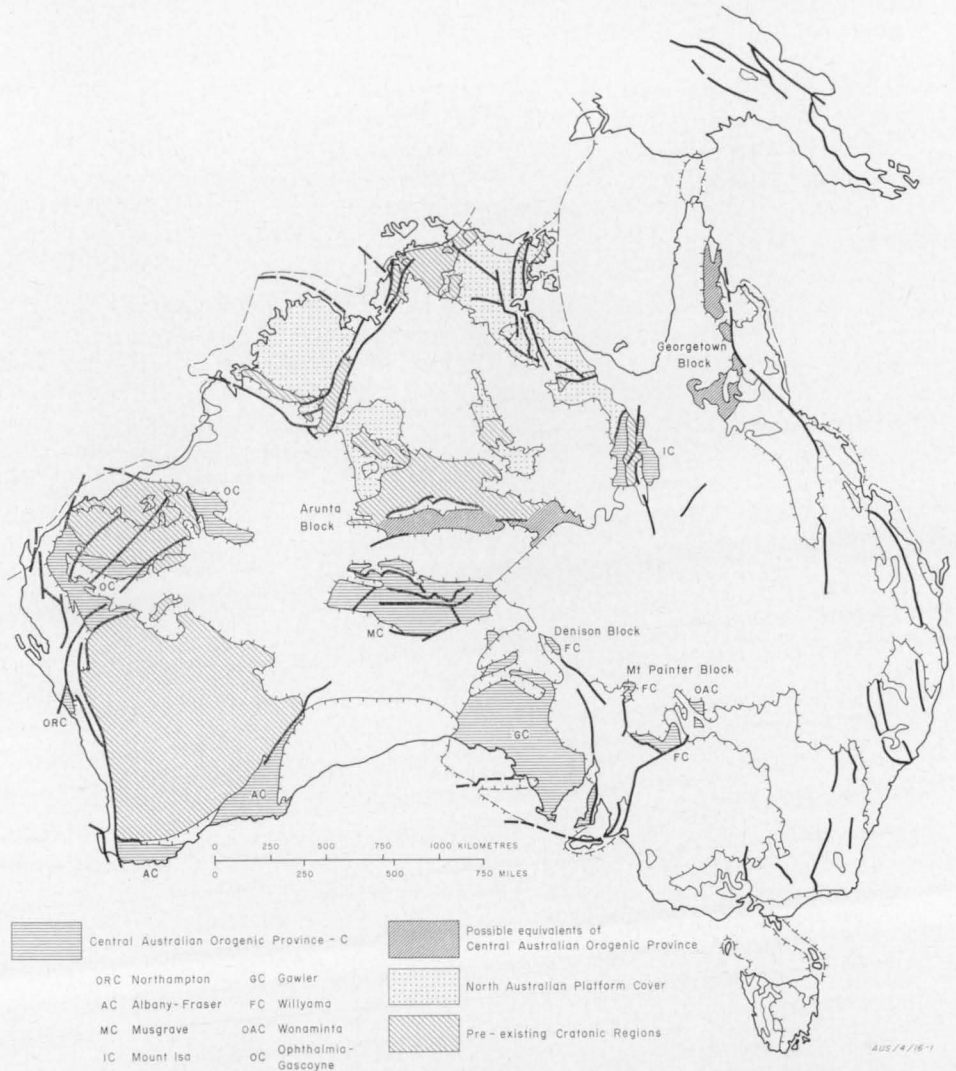 Georgetown
Block
IC
OC
Arunta
Block
OC
MC
Denison Block
FC
Mt Painter Block
FC
OAC
ORC
GC
FC
AC
AC
0 250 500 750 1000 KILOMETRES
0 250 500 750 MILES
Central Australian Orogenic Province - C
ORC Northampton
AC Albany-Fraser
MC Musgrave
IC Mount Isa
GC Gawler
FC Willyama
OAC Wonaminta
OC Ophthalmia-
Gascoyne
Possible equivalents of
Central Australian Orogenic Province
North Australian Platform Cover
Pre-existing Cratonic Regions
AUS/4/16-1